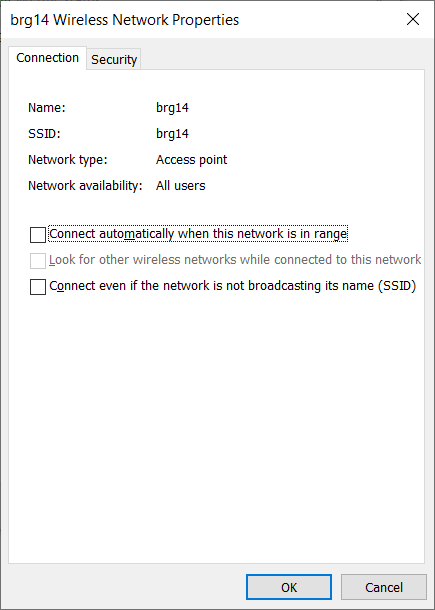 brg14 Wireless Network Properties
Connection
Security
Name: brg14
SSID: brg14
Network type: Access point
Network availability: All users
Connect automatically when this network is in range
Look for other wireless networks while connected to this network
Connect even if the network is not broadcasting its name (SSID)
OK
Cancel